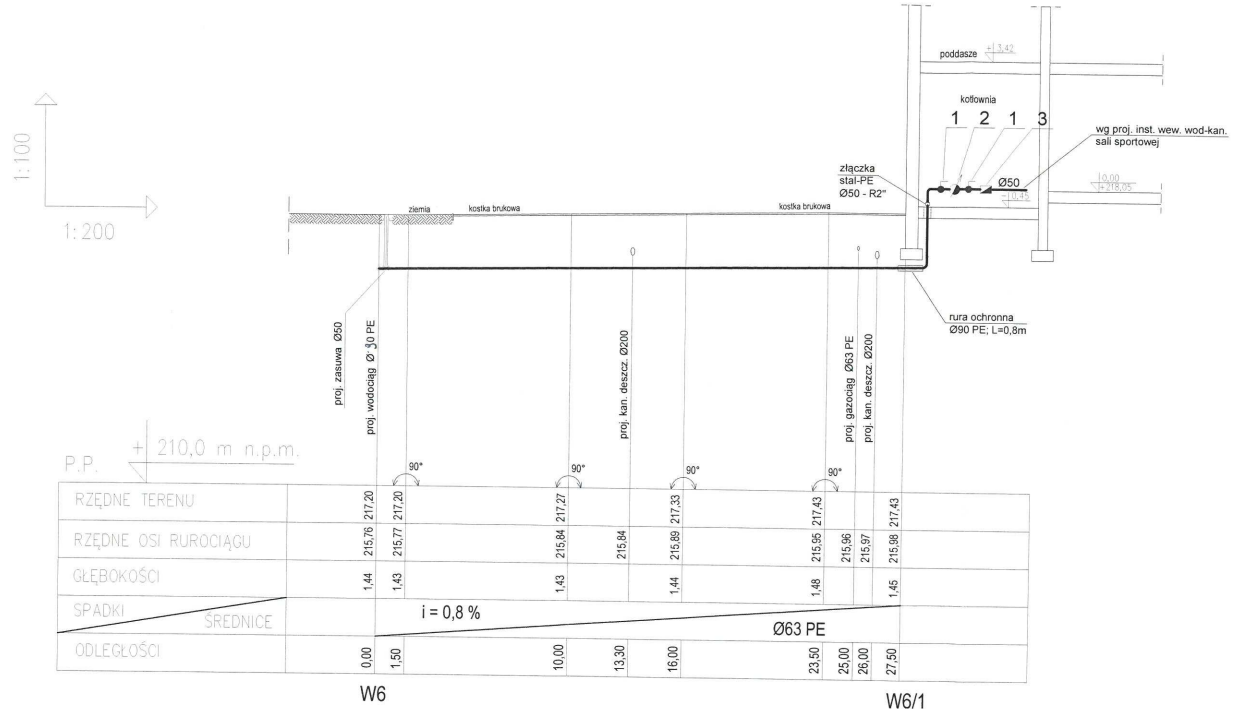 poddasze
+ 3,42
kotłownia
1 2 1 3
wg proj. inst. wew. wod-kan.
sali sportowej
złączka
stal-PE
Ø50 - R2"
Ø50
0,00
+218,05
- 0,45
1:100
1:200
ziemia
kostka brukowa
kostka brukowa
rura ochronna
Ø90 PE; L=0,8m
proj. zasuwa Ø50
proj. wodociąg
PE
proj. kan. deszcz. Ø200
proj. gazociąg Ø63 PE
proj. kan. deszcz. Ø200
+ 210,0 m n.p.m.
P.P.
90° 90° 90° 90°
RZĘDNE TERENU 217,20 217,20 217,27 217,33 217,43 217,43
RZĘDNE OSI RUROCIĄGU 215,76 215,77 215,84 215,84 215,89 215,95 215,96 215,97 215,98
GŁĘBOKOŚCI 1,44 1,43 1,43 1,44 1,48 1,45
SPADKI ŚREDNICE i = 0,8 % Ø63 PE
ODLEGŁOŚCI 0,00 1,50 10,00 13,30 16,00 23,50 25,00 26,00 27,50
W6 W6/1